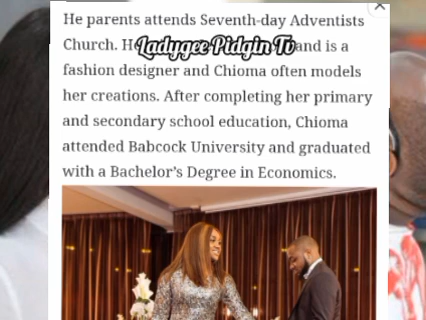 He parents attends Seventh-day Adventists
Church. H Ladygee Pidgin Tv and is a
fashion designer and Chioma often models
her creations. After completing her primary
and secondary school education, Chioma
attended Babcock University and graduated
with a Bachelor’s Degree in Economics.